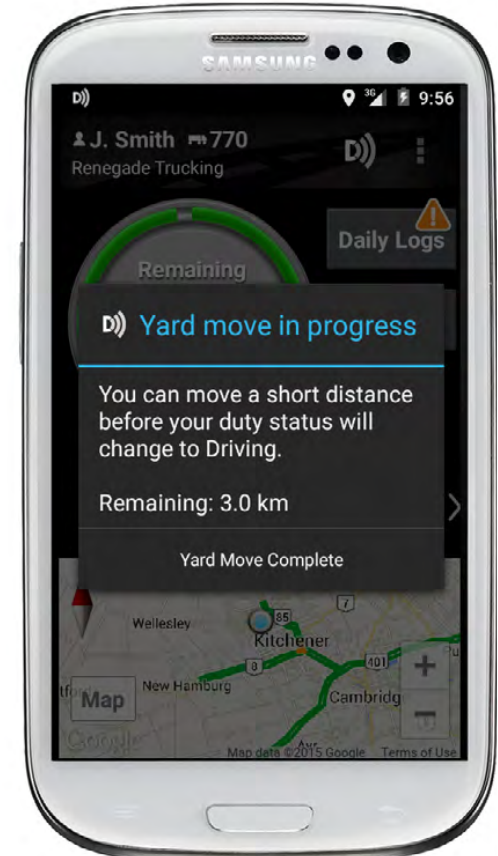 SAMSUNG
D)) 3G 9:56
J. Smith 770
Renegade Trucking
D))
Daily Logs
Remaining
D)) Yard move in progress
You can move a short distance
before your duty status will
change to Driving.
Remaining: 3.0 km
Yard Move Complete
7
Wellesley
85
Kitchener
8
401
+
New Hamburg
Map
Cambridg
Google
Map data ©2015 Google Terms of Use